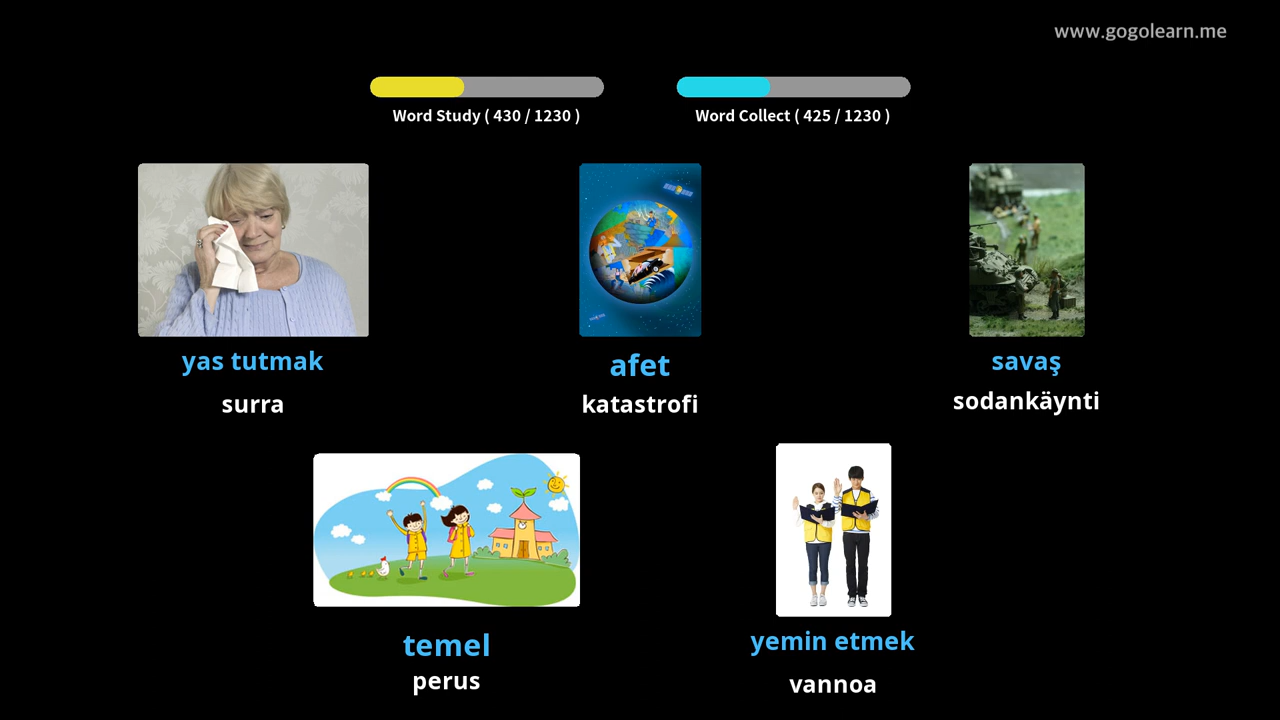 www.gogolearn.me
Word Study ( 430 / 1230 )
Word Collect ( 425 / 1230 )
yas tutmak
surra
afet
katastrofi
savaş
sodankäynti
temel
perus
yemin etmek
vannoa